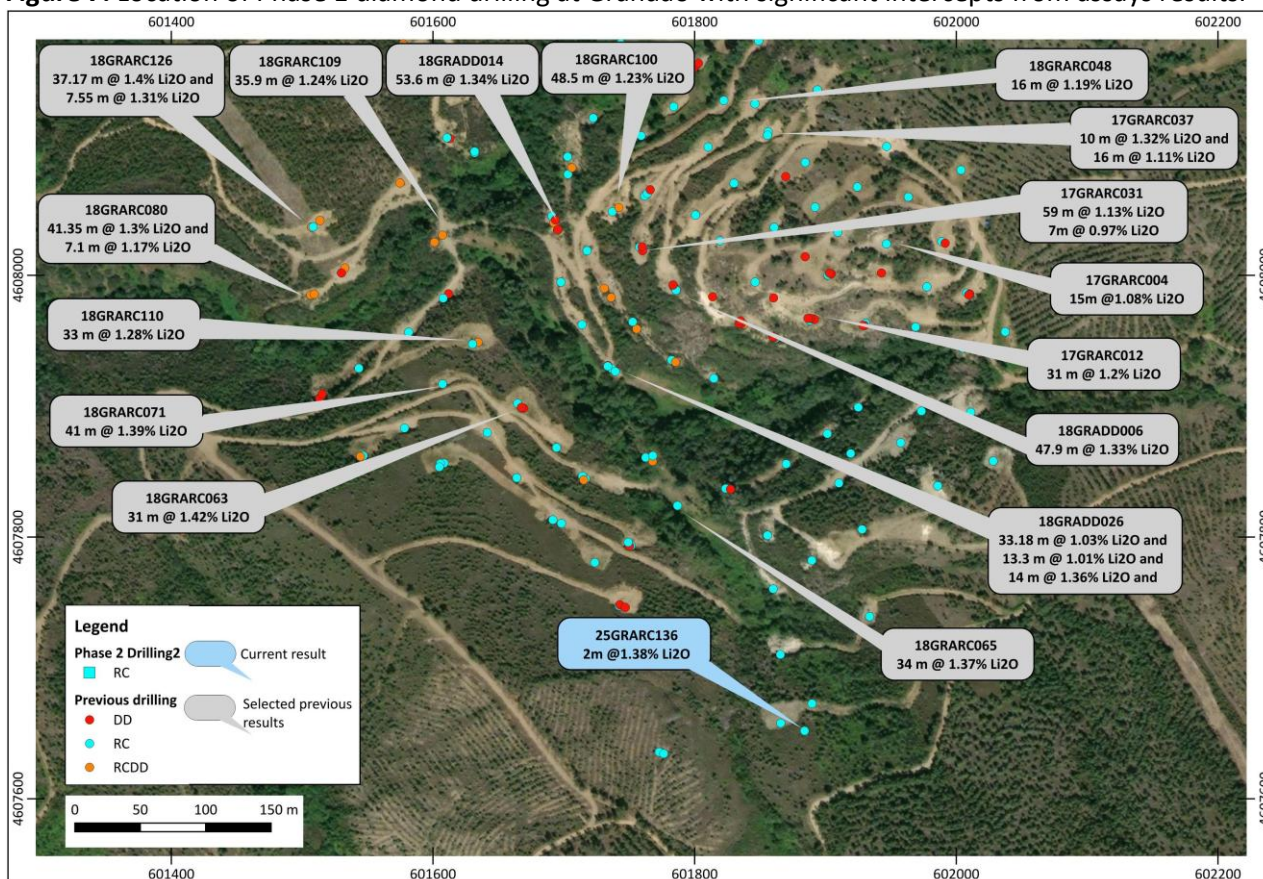 Figure 7: Location of Phase 2 diamond drilling at Grandao with significant intercepts from assays results.
601400
601600
601800
602000
602200
18GRARC126
37.17 m @ 1.4% Li2O and
7.55 m @ 1.31% Li2O
18GRARC109
35.9 m @ 1.24% Li2O
18GRADD014
53.6 m @ 1.34% Li2O
18GRARC100
48.5 m @ 1.23% Li2O
18GRARC048
16 m @ 1.19% Li2O
17GRARC037
10 m @ 1.32% Li2O and
16 m @ 1.11% Li2O
18GRARC080
41.35 m @ 1.3% Li2O and
7.1 m @ 1.17% Li2O
17GRARC031
59 m @ 1.13% Li2O
7m @ 0.97% Li2O
4608000
4608000
17GRARC004
15m @1.08% Li2O
18GRARC110
33 m @ 1.28% Li2O
17GRARC012
31 m @ 1.2% Li2O
18GRARC071
41 m @ 1.39% Li2O
18GRADD006
47.9 m @ 1.33% Li2O
18GRARC063
31 m @ 1.42% Li2O
18GRADD026
33.18 m @ 1.03% Li2O and
13.3 m @ 1.01% Li2O and
14 m @ 1.36% Li2O and
4607800
4607800
25GRARC136
2m @1.38% Li2O
18GRARC065
34 m @ 1.37% Li2O
Legend
Phase 2 Drilling2
RC
Current result
Previous drilling
DD
RC
RCDD
Selected previous
results
0 50 100 150 m
4607600
4607600
601400
601600
601800
602000
602200